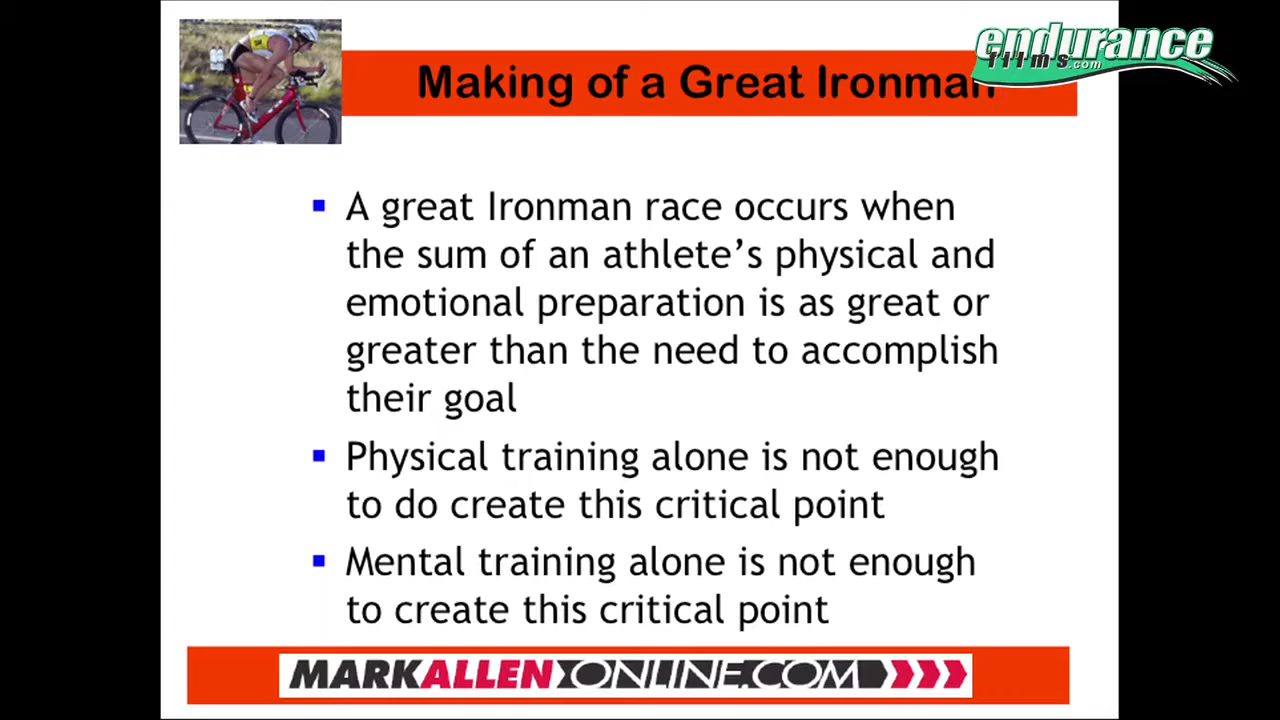 endurance
films.com
Making of a Great Ironman
A great Ironman race occurs when
the sum of an athlete’s physical and
emotional preparation is as great or
greater than the need to accomplish
their goal
Physical training alone is not enough
to do create this critical point
Mental training alone is not enough
to create this critical point
MARKALLENONLINE.COM